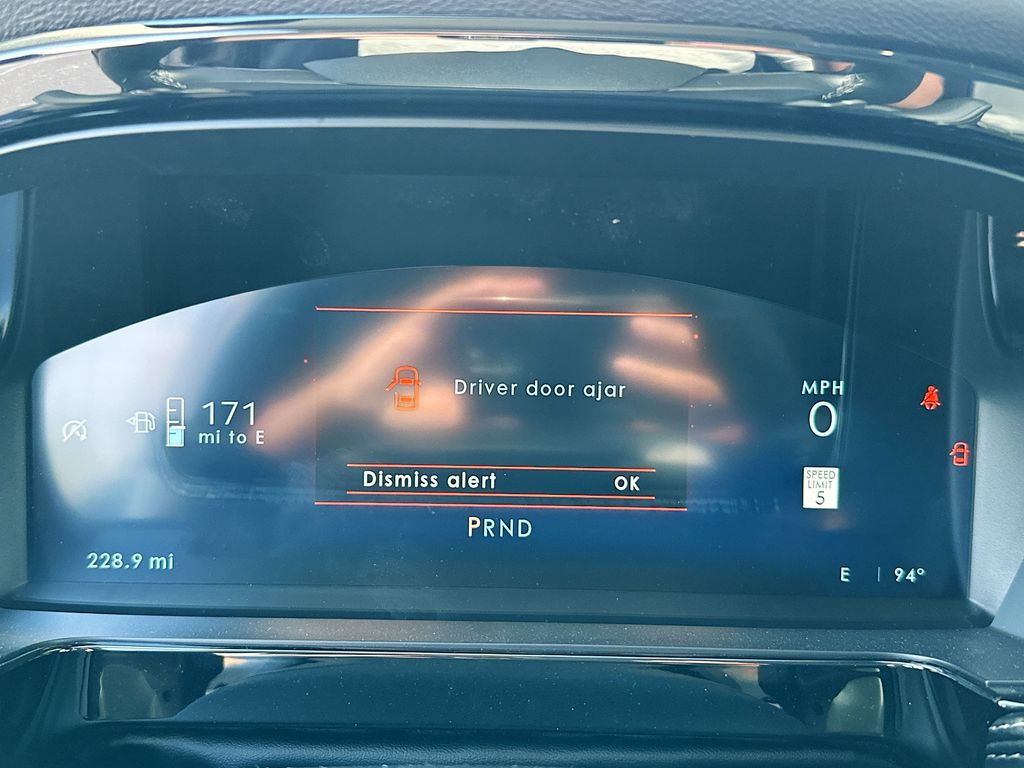 Driver door ajar
171
mi to E
MPH
0
SPEED
LIMIT
5
Dismiss alert OK
PRND
228.9 mi
E | 94°